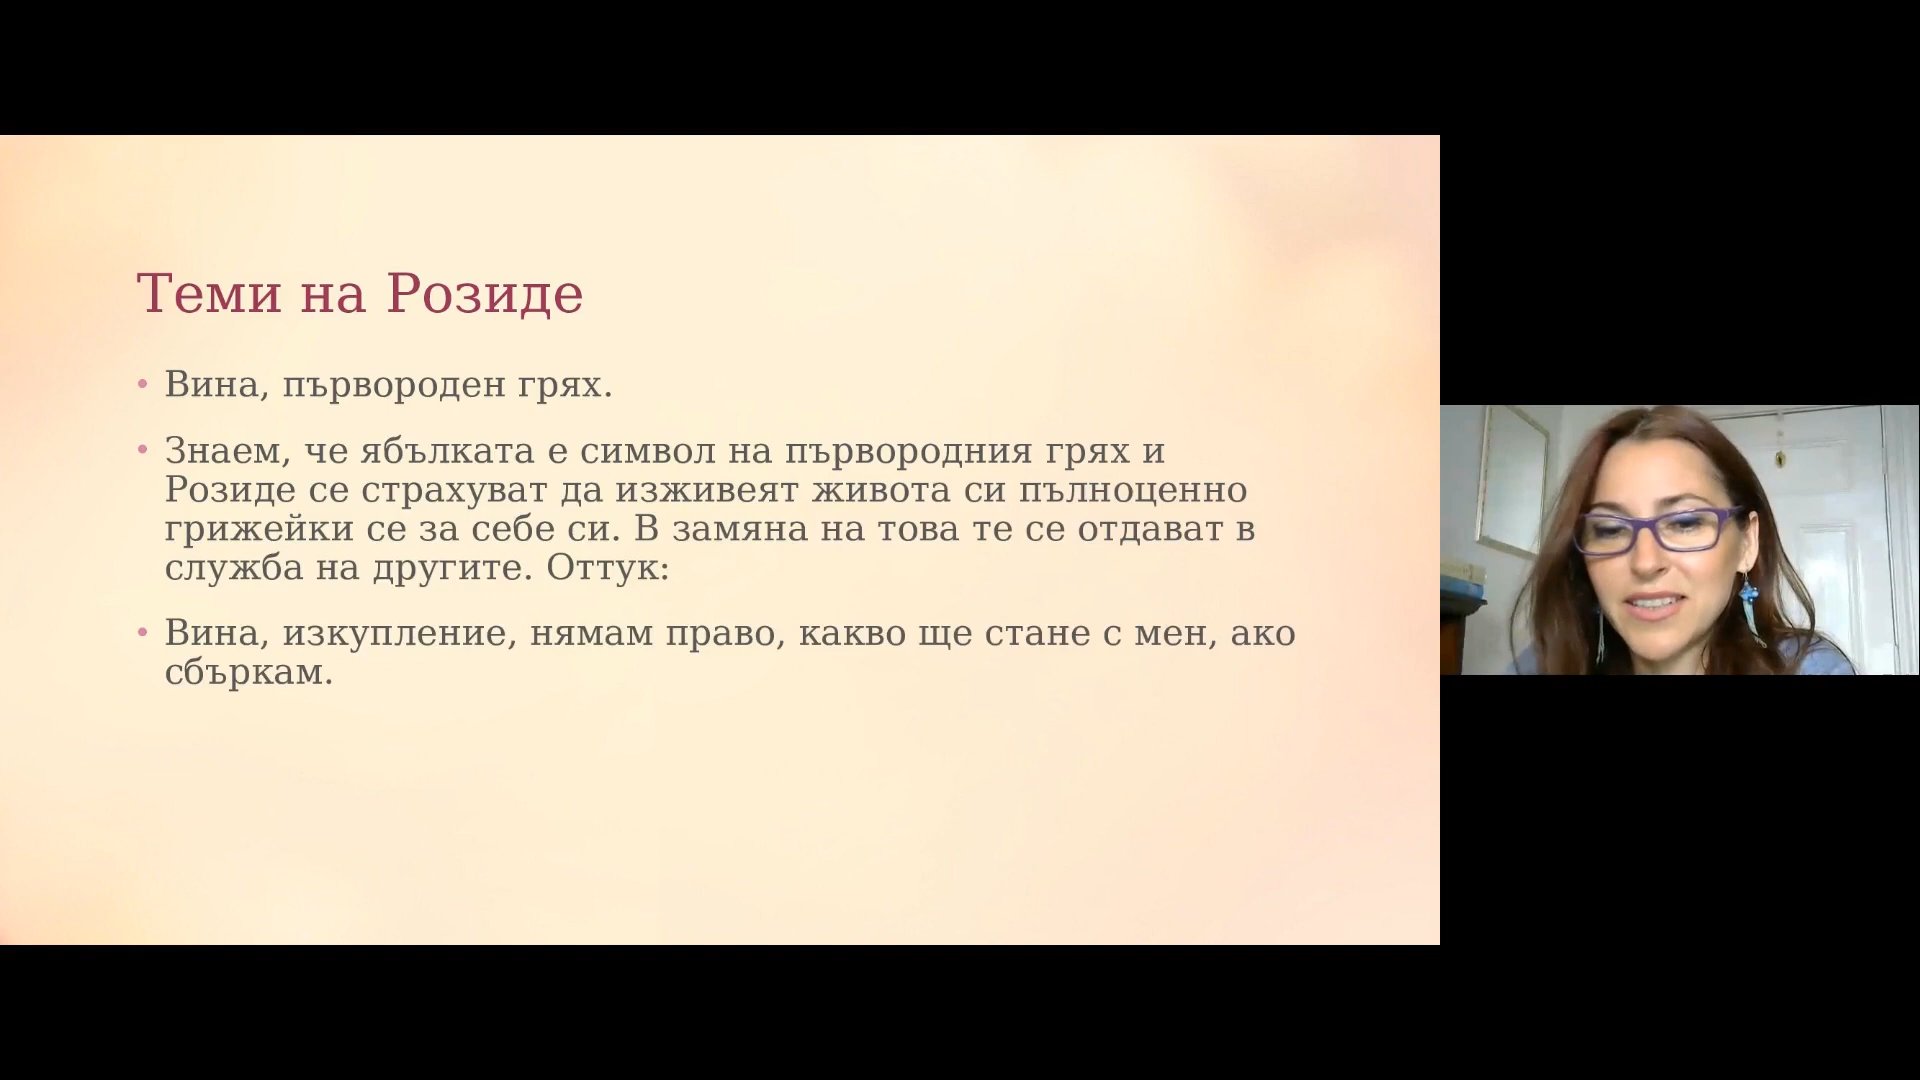 Теми на Розиде
• Вина, първороден грях.
• Знаем, че ябълката е символ на първородния грях и
Розиде се страхуват да изживеят живота си пълноценно
грижейки се за себе си. В замяна на това те се отдават в
служба на другите. Оттук:
• Вина, изкупление, нямам право, какво ще стане с мен, ако
сбъркам.